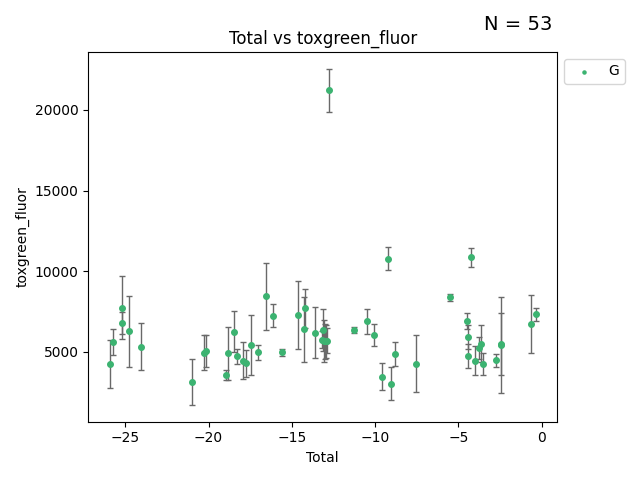 N = 53
Total vs toxgreen_fluor
G
toxgreen_fluor
20000
15000
10000
5000
−25 −20 −15 −10 −5 0
Total